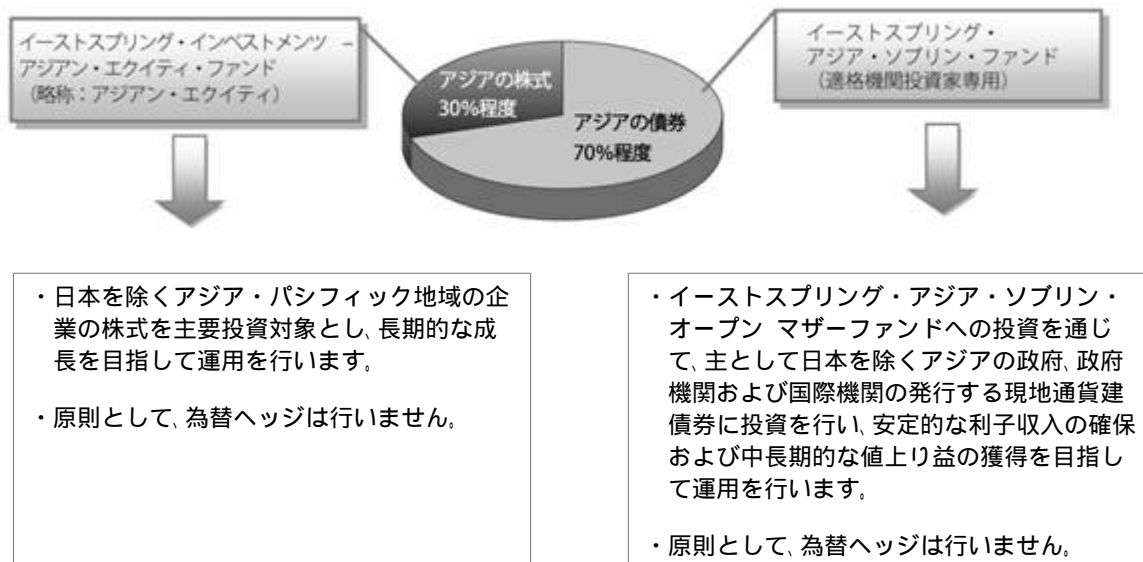 イーストスプリング・インベストメンツ –
アジアン・エクイティ・ファンド
（略称：アジアン・エクイティ）
アジアの株式
30%程度
アジアの債券
70%程度
イーストスプリング・
アジア・ソブリン・ファンド
（適格機関投資家専用）
・日本を除くアジア・パシフィック地域の企
業の株式を主要投資対象とし、長期的な成
長を目指して運用を行います。
・原則として、為替ヘッジは行いません。
・イーストスプリング・アジア・ソブリン・
オープン マザーファンドへの投資を通じ
て、主として日本を除くアジアの政府、政府
機関および国際機関の発行する現地通貨建
債券に投資を行い、安定的な利子収入の確保
および中長期的な値上り益の獲得を目指し
て運用を行います。
・原則として、為替ヘッジは行いません。